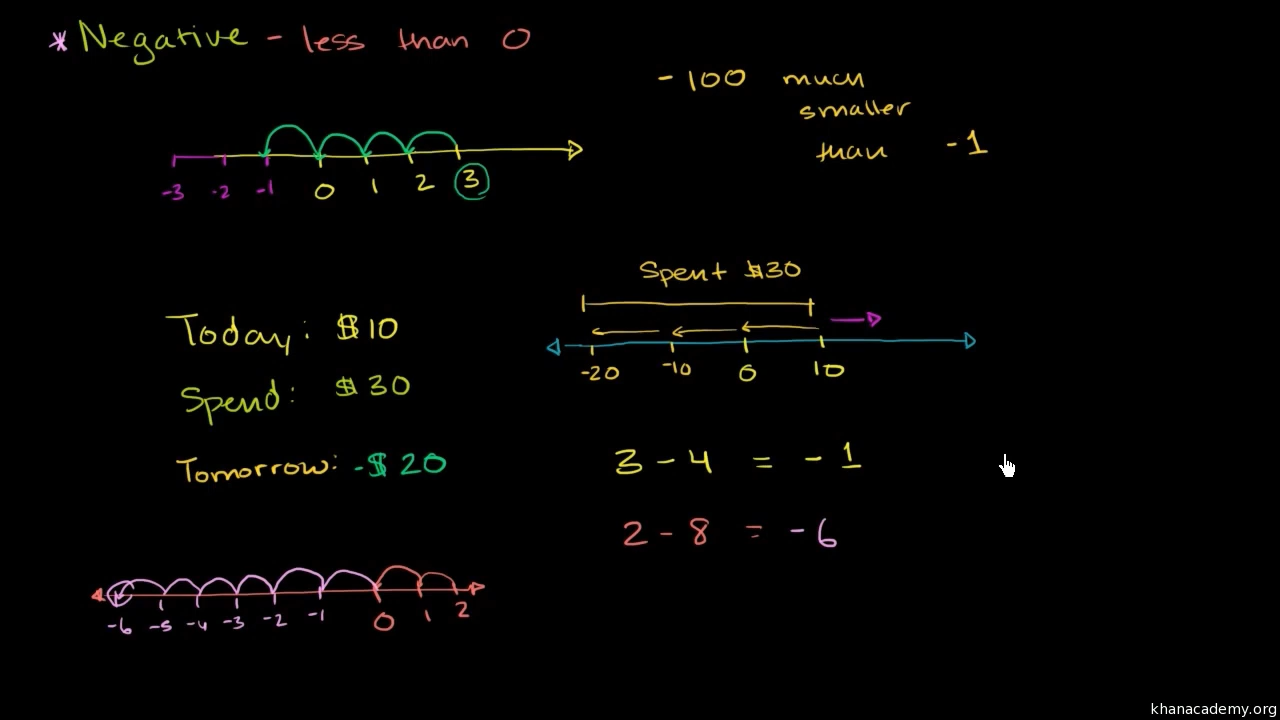 * Negative - less than 0
-100 much
smaller
than -1
-3 -2 -1 0 1 2 3
Spent $30
-20 -10 0 10
Today: $10
Spend: $30
Tomorrow: -$20
3 - 4 = -1
2 - 8 = -6
-6 -5 -4 -3 -2 -1 0 1 2
khanacademy.org